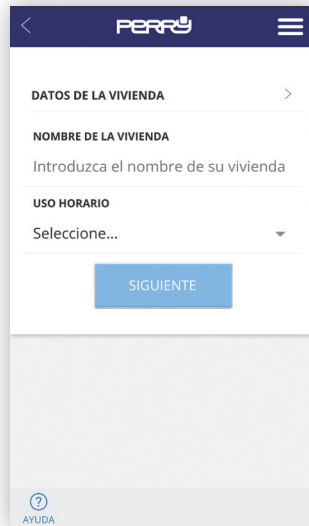 PERRY
DATOS DE LA VIVIENDA
NOMBRE DE LA VIVIENDA
Introduzca el nombre de su vivienda
USO HORARIO
Seleccione...
SIGUIENTE
AYUDA